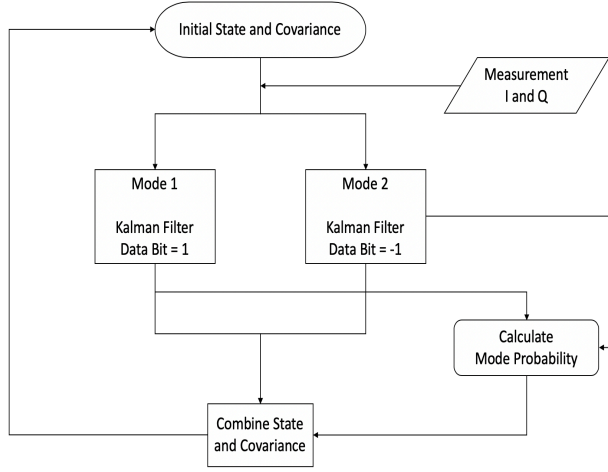 Initial State and Covariance
Measurement
I and Q
Mode 1
Kalman Filter
Data Bit = 1
Mode 2
Kalman Filter
Data Bit = -1
Calculate
Mode Probability
Combine State
and Covariance